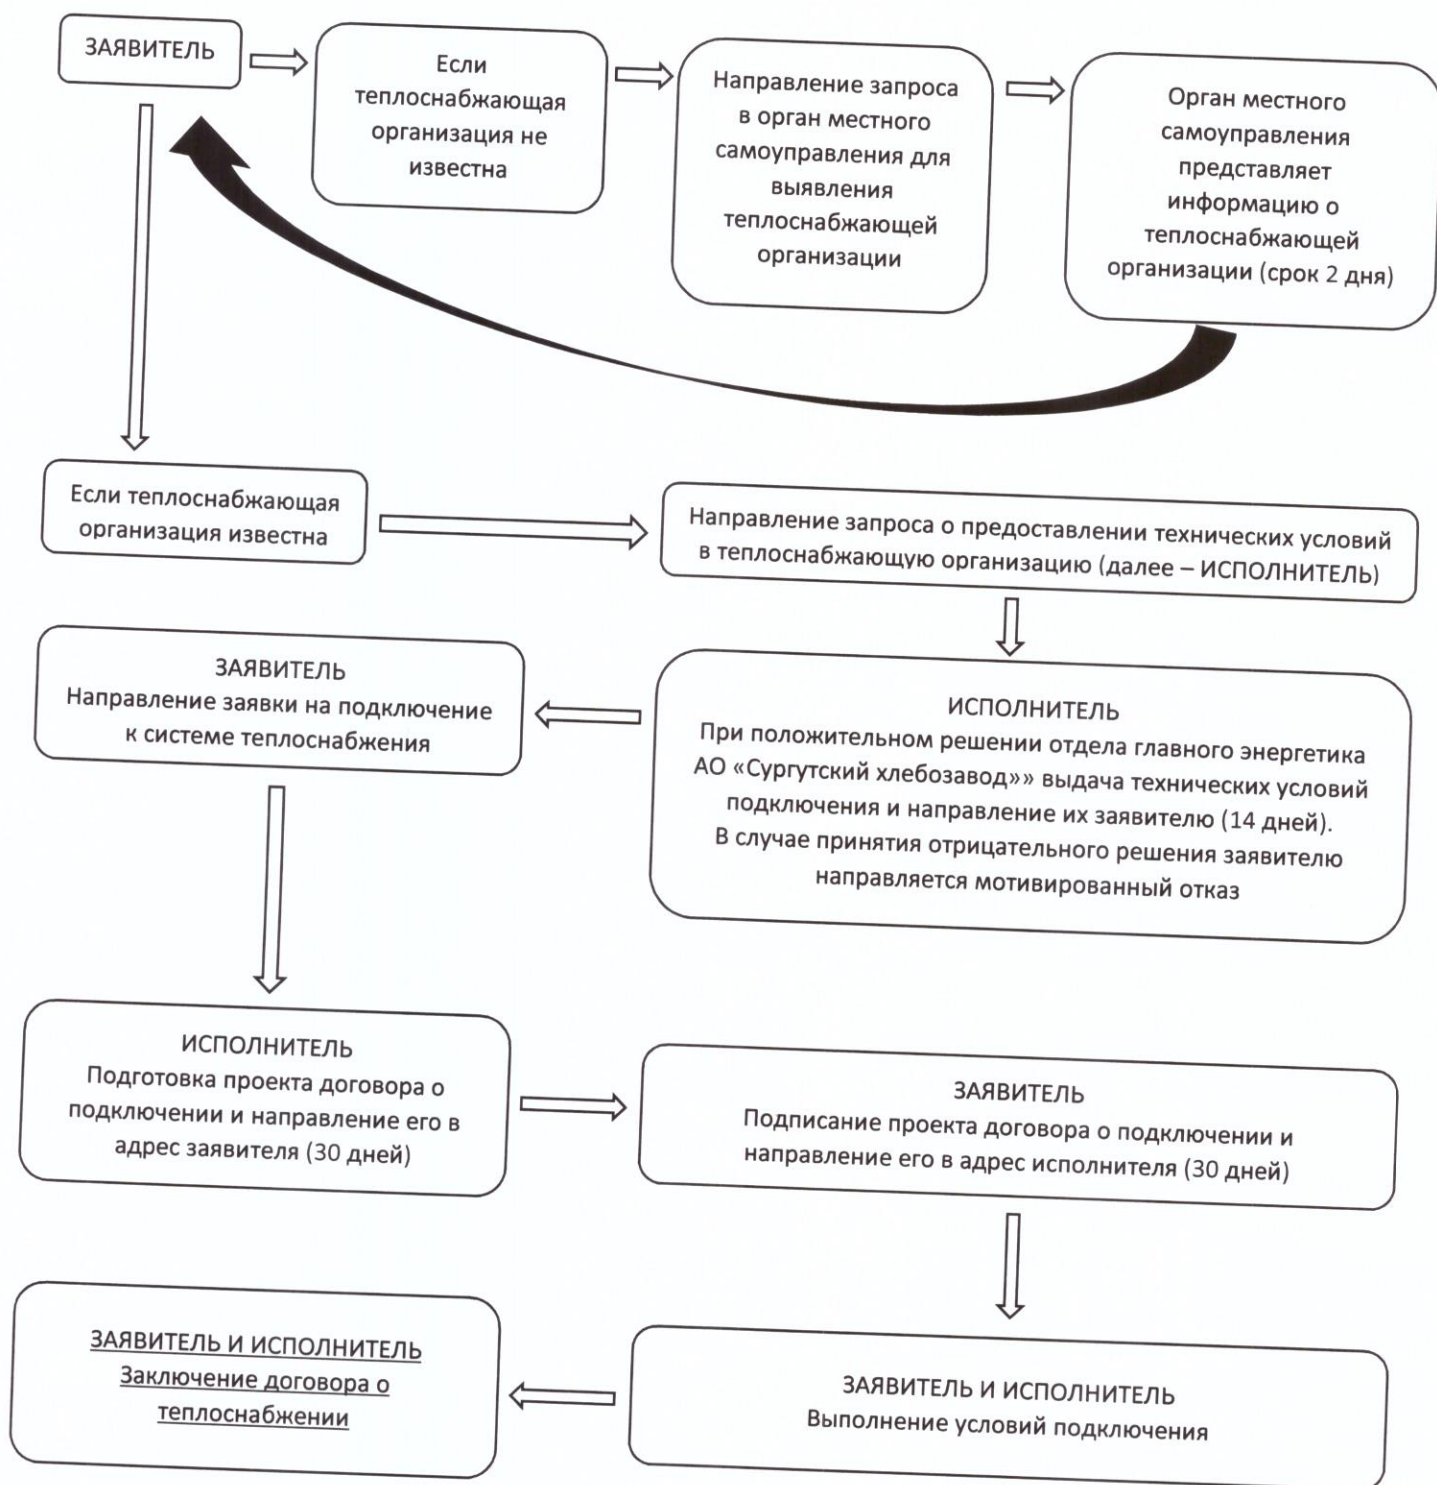 ЗАЯВИТЕЛЬ
Если
теплоснабжающая
организация не
известна
Направление запроса
в орган местного
самоуправления для
выявления
теплоснабжающей
организации
Орган местного
самоуправления
представляет
информацию о
теплоснабжающей
организации (срок 2 дня)
Если теплоснабжающая
организация известна
Направление запроса о предоставлении технических условий
в теплоснабжающую организацию (далее – ИСПОЛНИТЕЛЬ)
ЗАЯВИТЕЛЬ
Направление заявки на подключение
к системе теплоснабжения
ИСПОЛНИТЕЛЬ
При положительном решении отдела главного энергетика
АО «Сургутский хлебозавод»» выдача технических условий
подключения и направление их заявителю (14 дней).
В случае принятия отрицательного решения заявителю
направляется мотивированный отказ
ИСПОЛНИТЕЛЬ
Подготовка проекта договора о
подключении и направление его в
адрес заявителя (30 дней)
ЗАЯВИТЕЛЬ
Подписание проекта договора о подключении и
направление его в адрес исполнителя (30 дней)
ЗАЯВИТЕЛЬ И ИСПОЛНИТЕЛЬ
Заключение договора о
теплоснабжении
ЗАЯВИТЕЛЬ И ИСПОЛНИТЕЛЬ
Выполнение условий подключения